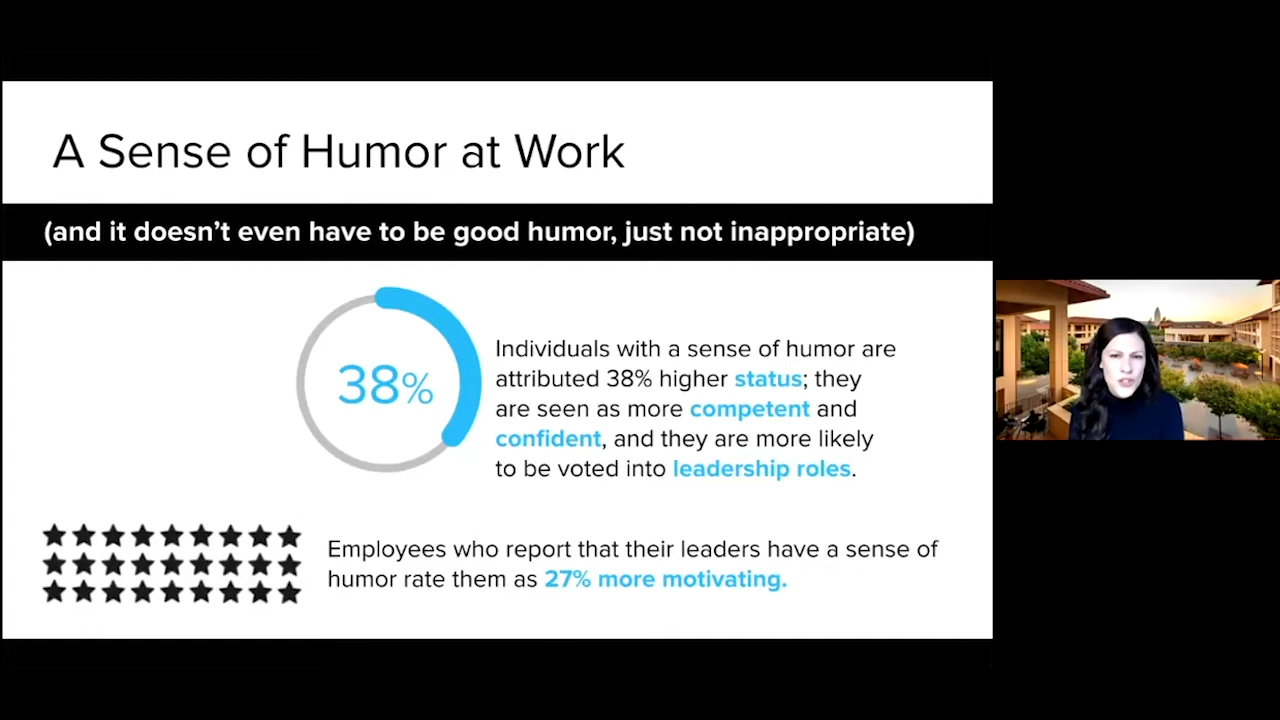 A Sense of Humor at Work
(and it doesn’t even have to be good humor, just not inappropriate)
38%
Individuals with a sense of humor are
attributed 38% higher status; they
are seen as more competent and
confident, and they are more likely
to be voted into leadership roles.
Employees who report that their leaders have a sense of
humor rate them as 27% more motivating.